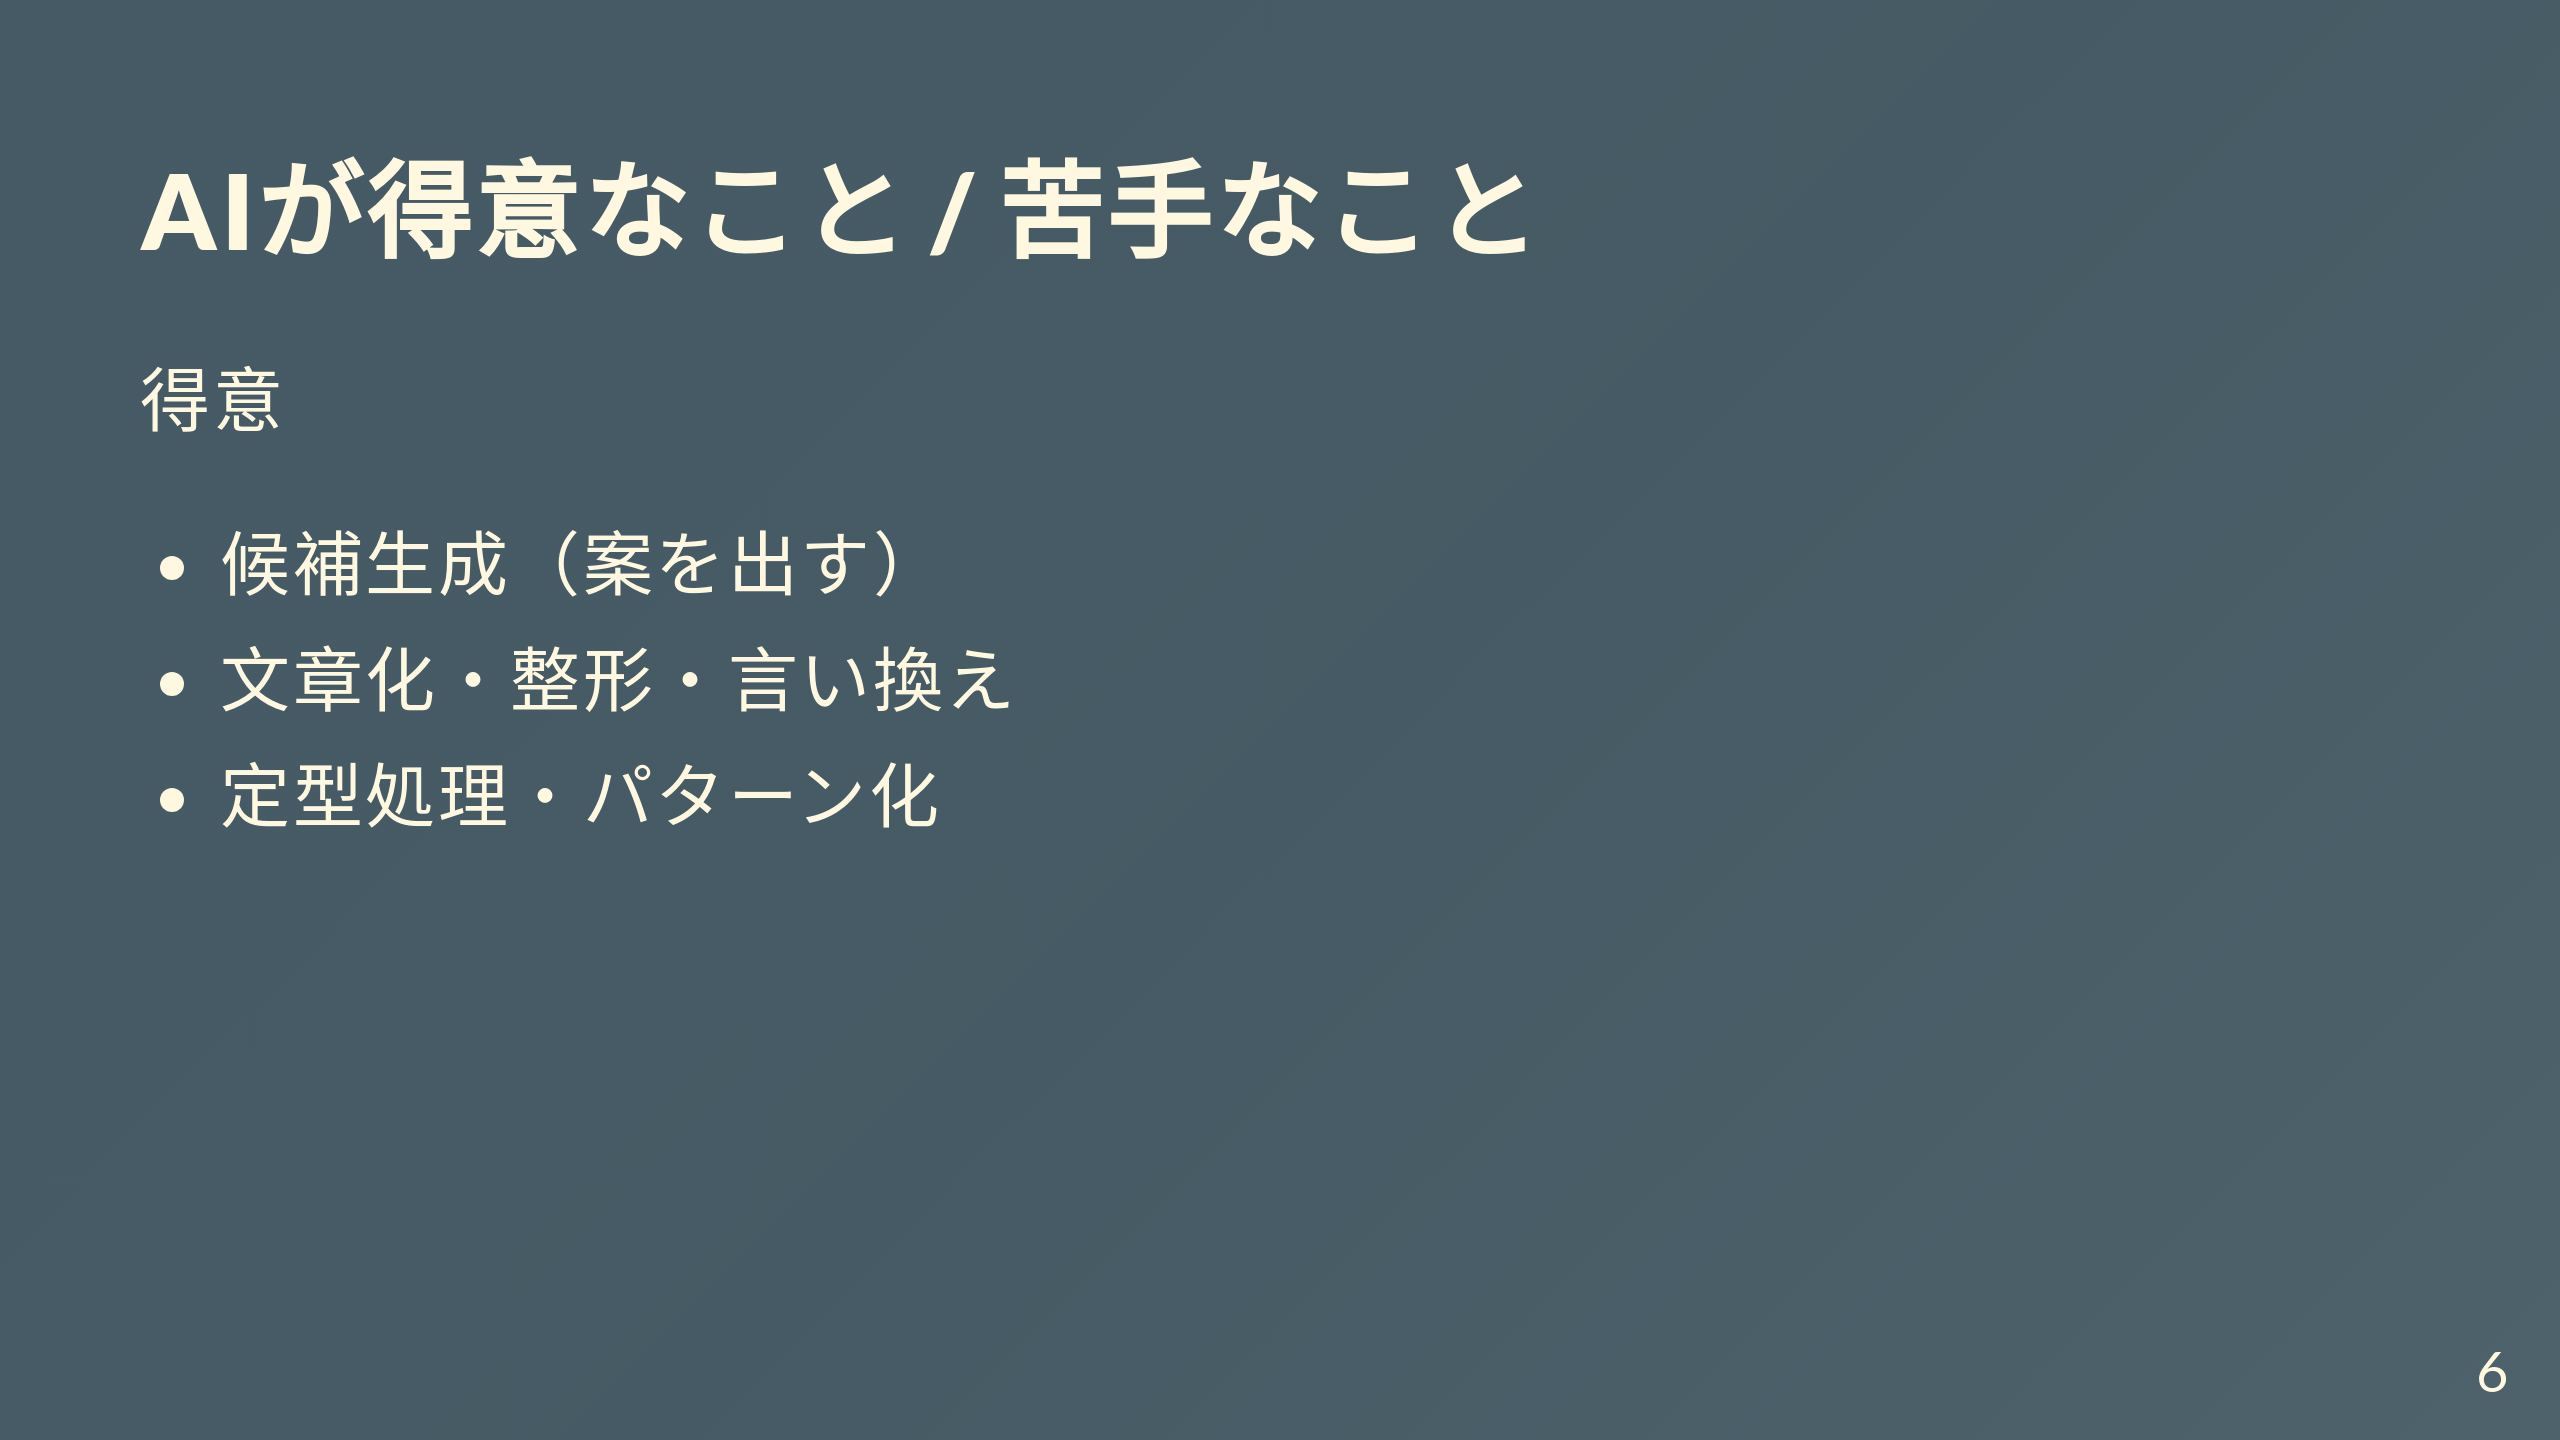 AIが得意なこと / 苦手なこと
得意
• 候補生成（案を出す）
• 文章化・整形・言い換え
• 定型処理・パターン化
6